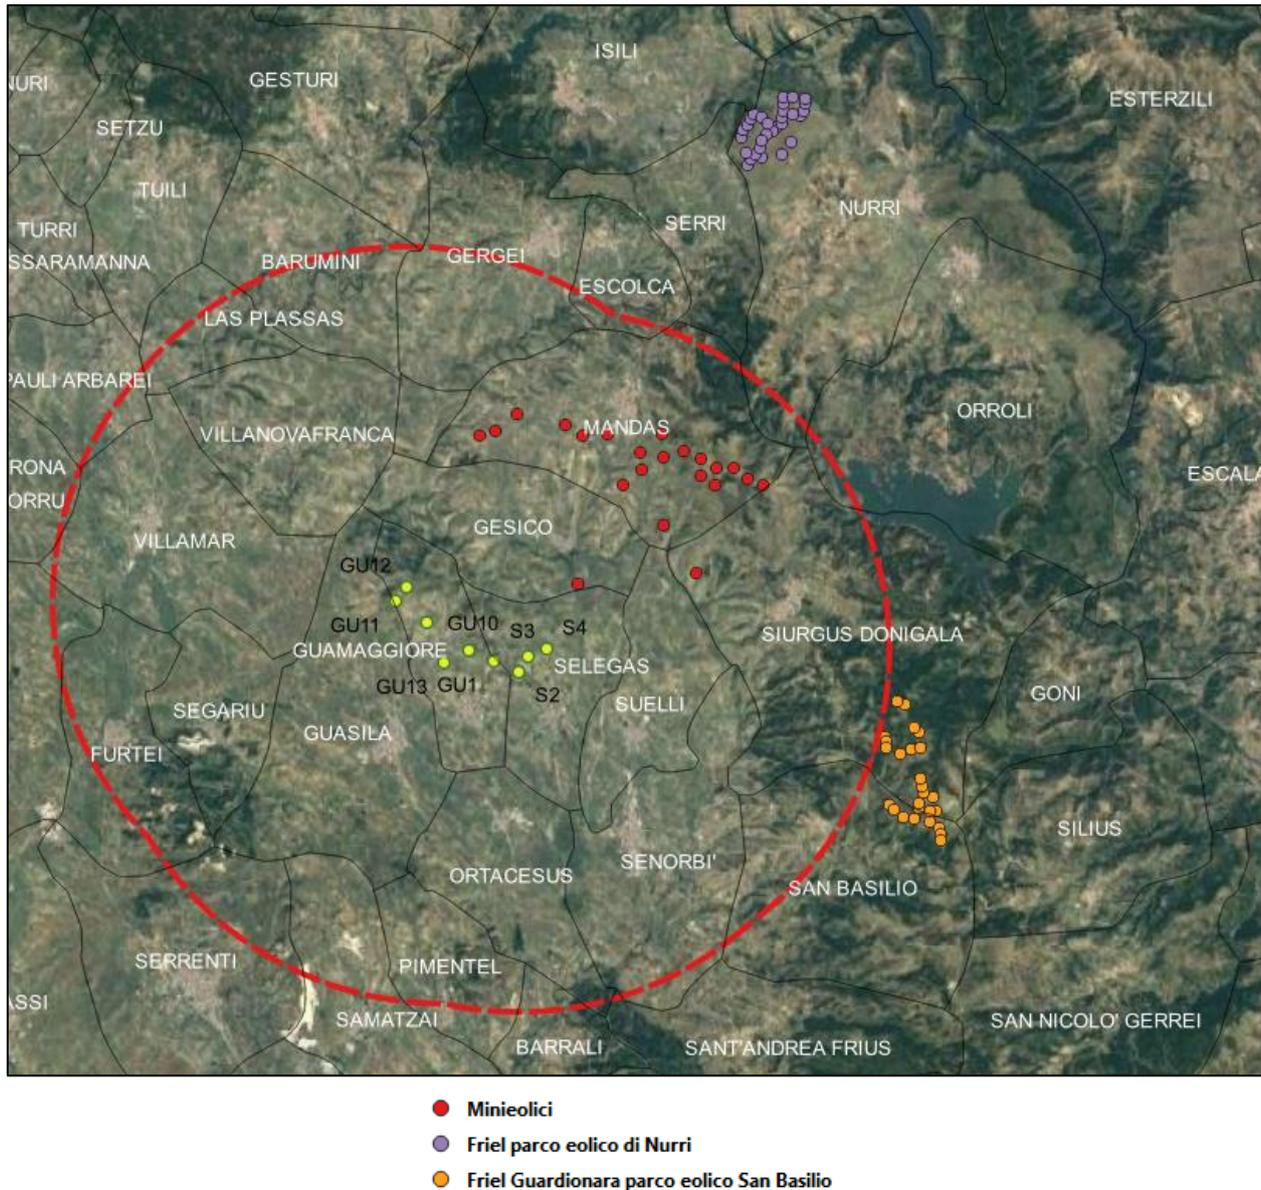 ISILI
GESTURI
NURI
ESTERZILI
SETZU
TUILI
NURRI
SERRI
TURRI
GERGEI
SSARAMANNA
BARUMINI
ESCOLCA
LAS PLASSAS
PAULI ARBAREI
ORROLI
MANDAS
VILLANOVAFRANCA
RONA
ESCALA
ORRU
GESICO
VILLAMAR
GU12
GU11
GU10
S3
S4
SIURGUS DONIGALA
GUAMAGGIORE
SELEGAS
GU13
GU1
S2
GONI
SUELLI
SEGARIU
GUASILA
FURTEI
SILIUS
SENORBI'
ORTACESUS
SAN BASILIO
SERRENTI
PIMENTEL
ASSI
SAMATZAI
SAN NICOLO' GERREI
BARRALI
SANT'ANDREA FRIUS
Minieolici
Friel parco eolico di Nurri
Friel Guardionara parco eolico San Basilio